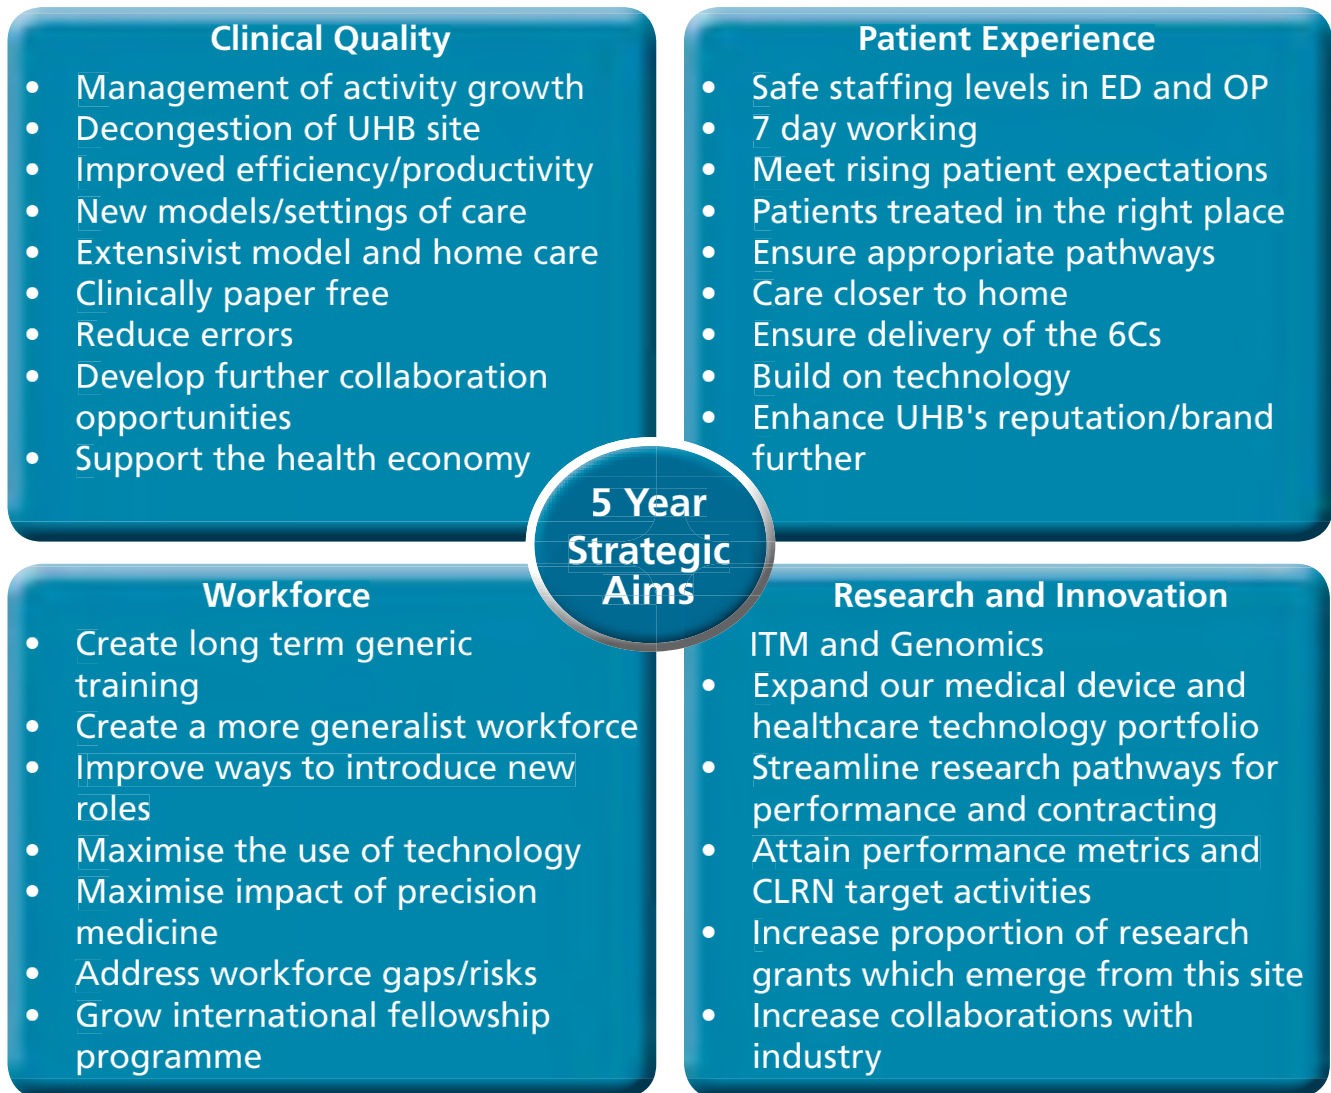 Clinical Quality
• Management of activity growth
• Decongestion of UHB site
• Improved efficiency/productivity
• New models/settings of care
• Extensivist model and home care
• Clinically paper free
• Reduce errors
• Develop further collaboration
opportunities
• Support the health economy
Patient Experience
• Safe staffing levels in ED and OP
• 7 day working
• Meet rising patient expectations
• Patients treated in the right place
• Ensure appropriate pathways
• Care closer to home
• Ensure delivery of the 6Cs
• Build on technology
• Enhance UHB's reputation/brand
further
5 Year
Strategic
Aims
Workforce
• Create long term generic
training
• Create a more generalist workforce
• Improve ways to introduce new
roles
• Maximise the use of technology
• Maximise impact of precision
medicine
• Address workforce gaps/risks
• Grow international fellowship
programme
Research and Innovation
ITM and Genomics
• Expand our medical device and
healthcare technology portfolio
• Streamline research pathways for
performance and contracting
• Attain performance metrics and
CLRN target activities
• Increase proportion of research
grants which emerge from this site
• Increase collaborations with
industry